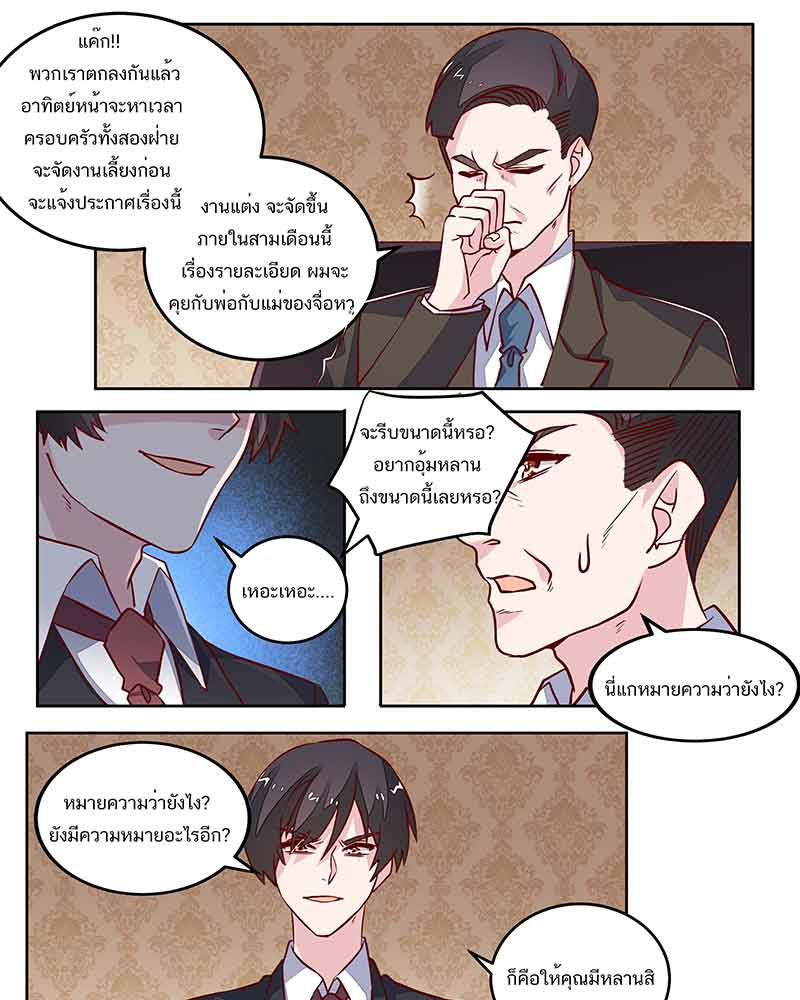 แค๊ก!!
พวกเราตกลงกันแล้ว
อาทิตย์หน้าจะหาเวลา
ครอบครัวทั้งสองฝ่าย
จะจัดงานเลี้ยงก่อน
จะแจ้งประกาศเรื่องนี้
งานแต่ง จะจัดขึ้น
ภายในสามเดือนนี้
เรื่องรายละเอียด ผมจะ
คุยกับพ่อกับแม่ของจื่อหวู
เหอะเหอะ....
จะรีบขนาดนี้หรอ?
อยากอุ้มหลาน
ถึงขนาดนี้เลยหรอ?
นี่แกหมายความว่ายังไง?
หมายความว่ายังไง?
ยังมีความหมายอะไรอีก?
ก็คือให้คุณมีหลานสิ